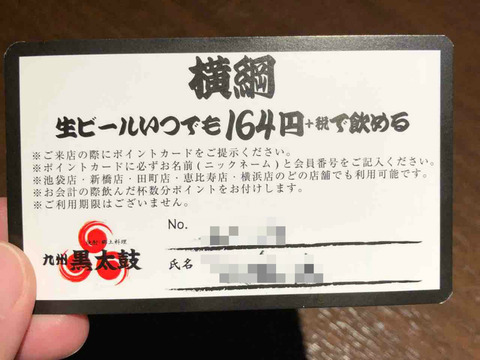 横綱
生ビールいつでも164円+税で飲める
※ご来店の際にポイントカードをご提示ください。
※ポイントカードに必ずお名前(ニックネーム)と会員番号をご記入ください。
※池袋店・新橋店・田町店・恵比寿店・横浜店のどの店舗でも利用可能です。
※お会計の際飲んだ杯数分ポイントをお付けします。
※ご利用期限はございません。
No.
氏名
郷土料理
九州 黒太鼓